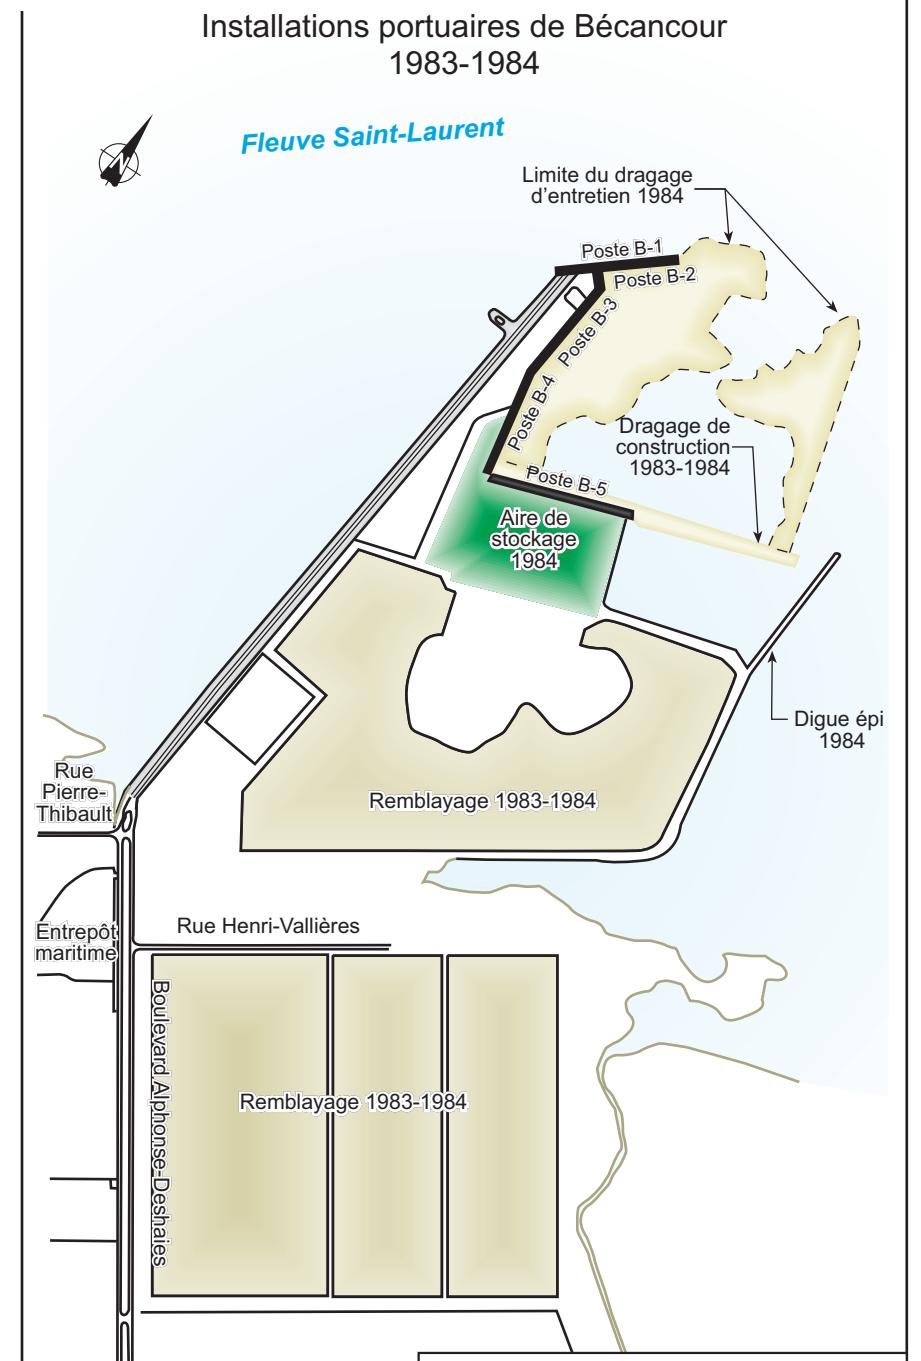 Installations portuaires de Bécancour
1983-1984
N
Fleuve Saint-Laurent
Limite du dragage
d’entretien 1984
Poste B-1
Poste B-2
Poste B-3
Poste B-4
Dragage de
construction
1983-1984
Poste B-5
Aire de
stockage
1984
Digue épi
1984
Rue
Pierre-
Thibault
Remblayage 1983-1984
Rue Henri-Vallières
Entrepôt
maritime
Boulevard Alphonse-Deshaies
Remblayage 1983-1984